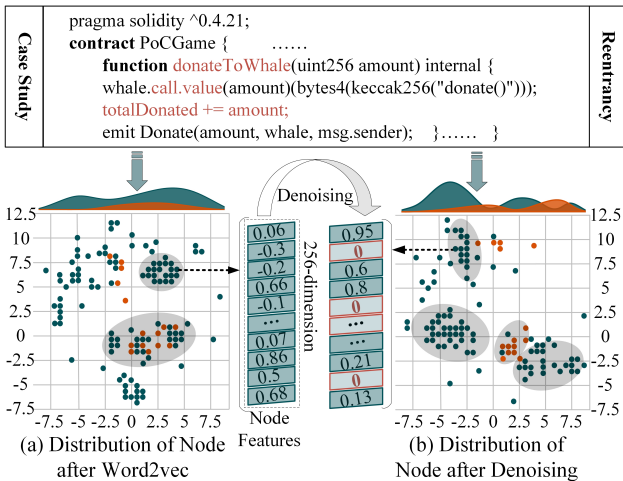 Case Study
pragma solidity ^0.4.21;
contract PoCGame {        ......
function donateToWhale(uint256 amount) internal {
whale.call.value(amount)(bytes4(keccak256("donate()")));
totalDonated += amount;
emit Donate(amount, whale, msg.sender);    }......    }
Reentrancy
Denoising
12.5
10
7.5
5
2.5
0
-2.5
-5
-7.5
-7.5 -5 -2.5 0 2.5 5 7.5
0.06
-0.3
-0.2
0.66
-0.1
...
0.07
0.86
0.5
0.68
256-dimension
Node
Features
0.95
0
0.6
0.8
0
...
...
0.21
0
0.13
12.5
10
7.5
5
2.5
0
-2.5
-5
-7.5
-7.5 -5 -2.5 0 2.5 5 7.5
(a) Distribution of Node
after Word2vec
(b) Distribution of
Node after Denoising